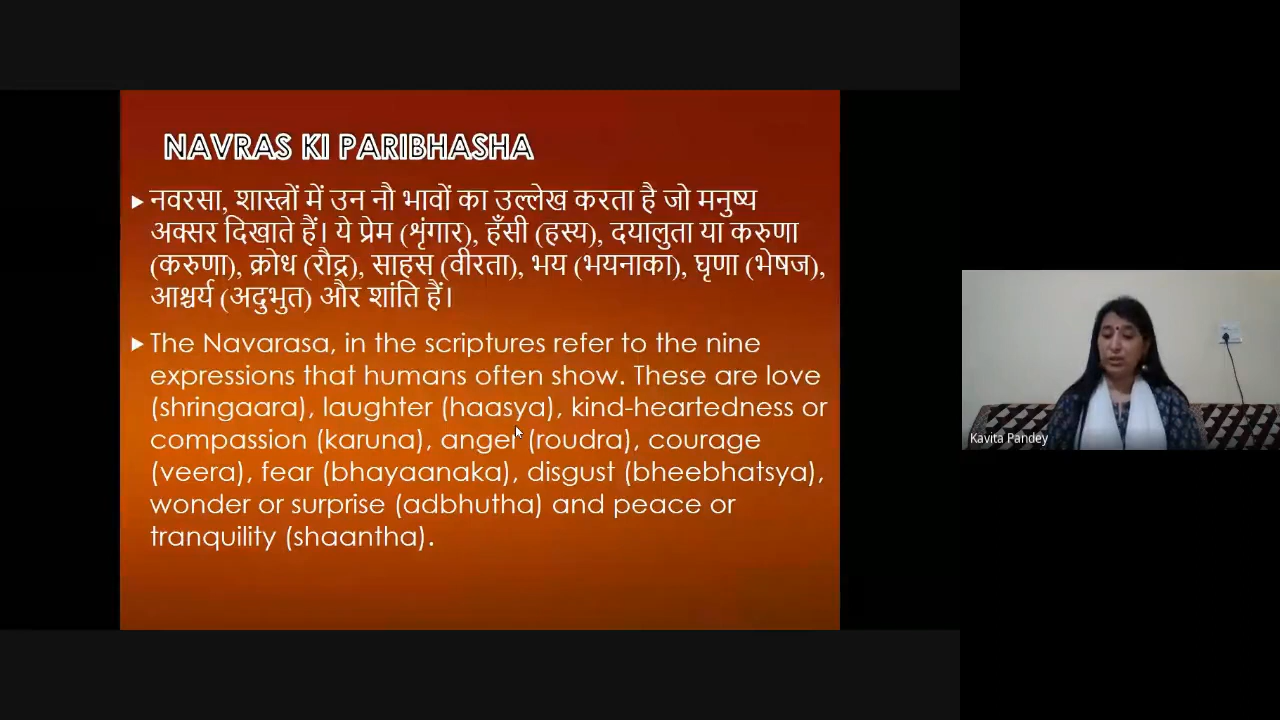 NAVRAS KI PARIBHASHA
नवरसा, शास्त्रों में उन नौ भावों का उल्लेख करता है जो मनुष्य
अक्सर दिखाते हैं। ये प्रेम (शृंगार), हँसी (हस्य), दयालुता या करुणा
(करुणा), क्रोध (रौद्र), साहस (वीरता), भय (भयनाका), घृणा (भेषज),
आश्चर्य (अदुभुत) और शांति हैं।
The Navarasa, in the scriptures refer to the nine
expressions that humans often show. These are love
(shringaara), laughter (haasya), kind-heartedness or
compassion (karuna), anger (roudra), courage
(veera), fear (bhayaanaka), disgust (bheebhatsya),
wonder or surprise (adbhutha) and peace or
tranquility (shaantha).
Kavita Pandey